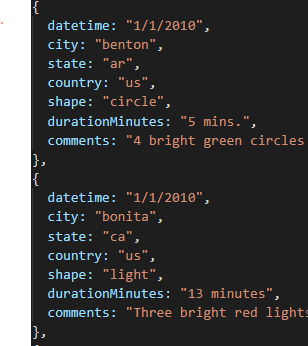 {
datetime: "1/1/2010",
city: "benton",
state: "ar",
country: "us",
shape: "circle",
durationMinutes: "5 mins.",
comments: "4 bright green circles
},
{
datetime: "1/1/2010",
city: "bonita",
state: "ca",
country: "us",
shape: "light",
durationMinutes: "13 minutes",
comments: "Three bright red lights
},